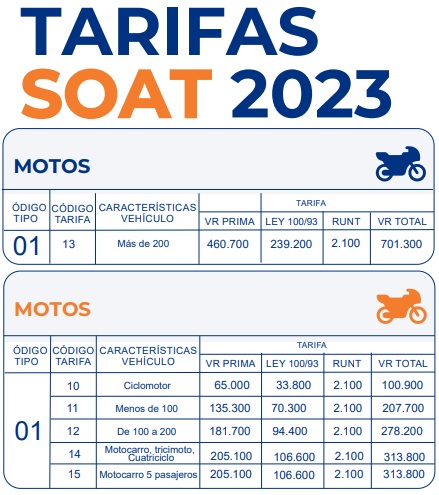 TARIFAS
SOAT 2023
MOTOS
ÓDIGO TIPO CÓDIGO TARIFA CARACTERÍSTICAS VEHÍCULO TARIFA
VR PRIMA LEY 100/93 RUNT VR TOTAL
01 13 Más de 200 460.700 239.200 2.100 701.300
MOTOS
ÓDIGO TIPO CÓDIGO TARIFA CARACTERÍSTICAS VEHÍCULO TARIFA
VR PRIMA LEY 100/93 RUNT VR TOTAL
01
10 Ciclomotor 65.000 33.800 2.100 100.900
11 Menos de 100 135.300 70.300 2.100 207.700
12 De 100 a 200 181.700 94.400 2.100 278.200
14 Motocarro, tricimoto, Cuatriciclo 205.100 106.600 2.100 313.800
15 Motocarro 5 pasajeros 205.100 106.600 2.100 313.800